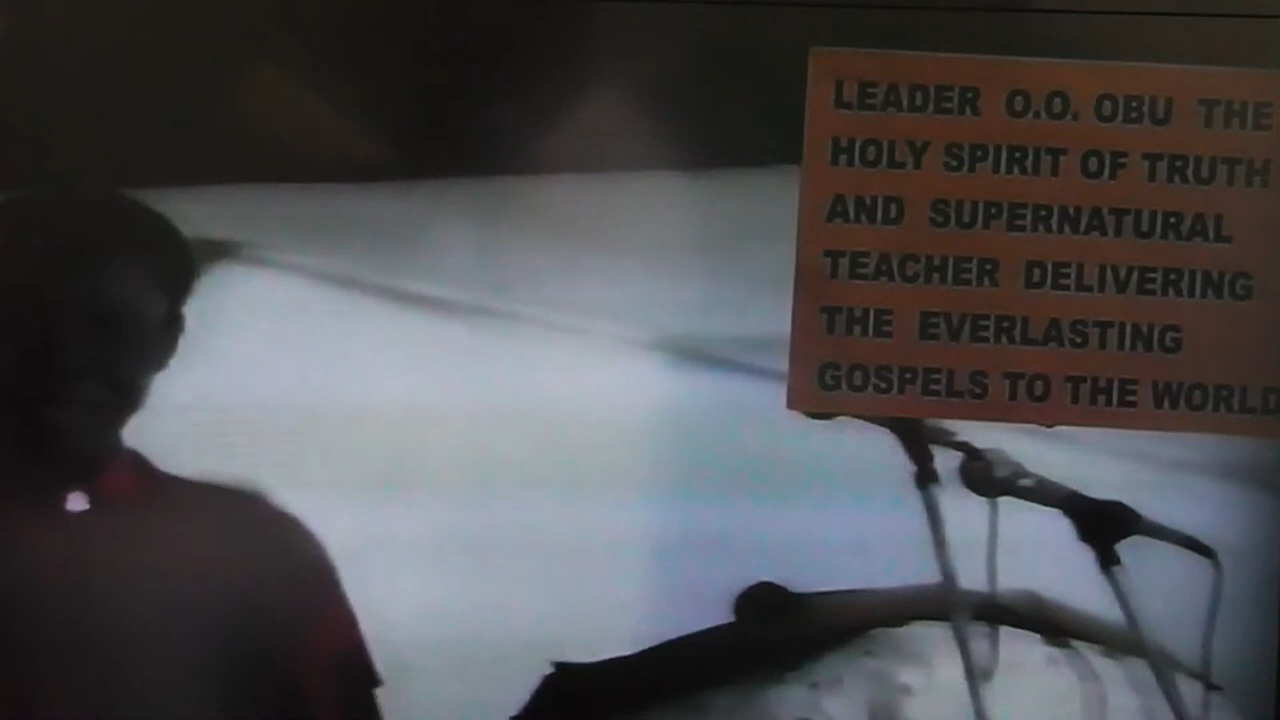 LEADER O.O. OBU THE
HOLY SPIRIT OF TRUTH
AND SUPERNATURAL
TEACHER DELIVERING
THE EVERLASTING
GOSPELS TO THE WORLD